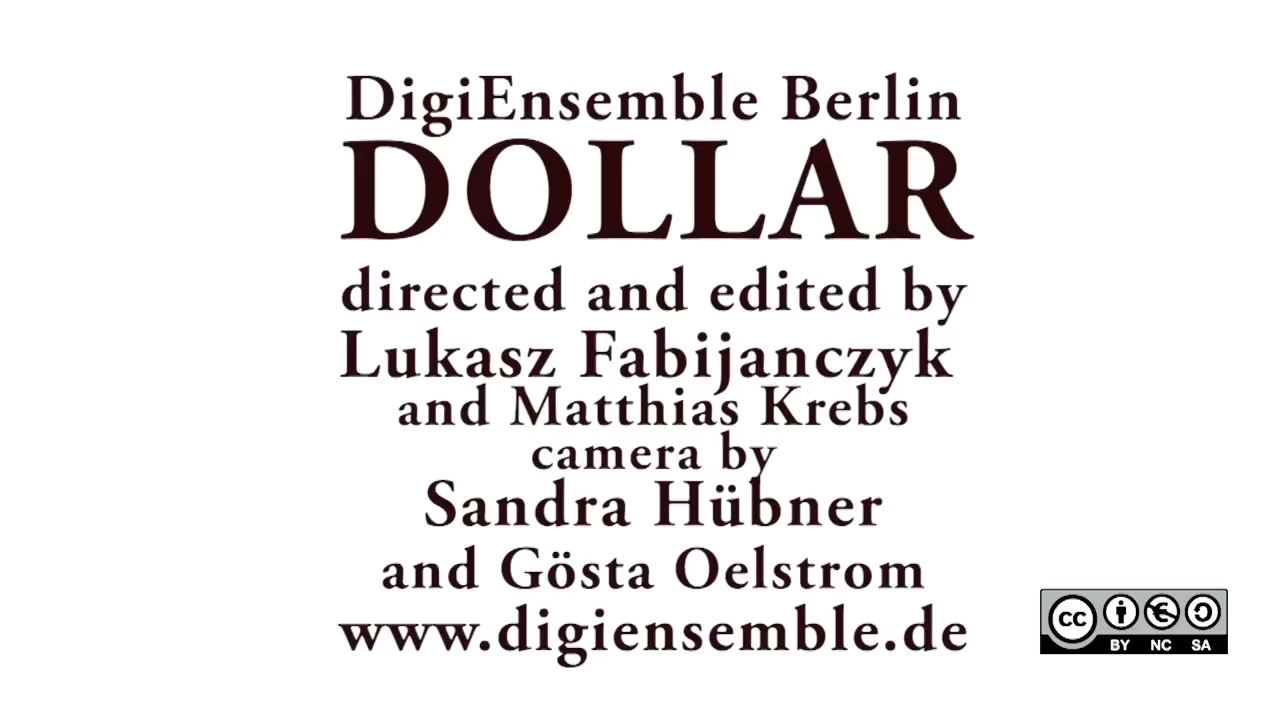 DigiEnsemble Berlin
DOLLAR
directed and edited by
Lukasz Fabijanczyk
and Matthias Krebs
camera by
Sandra Hübner
and Gösta Oelstrom
www.digiensemble.de
cc
BY NC SA